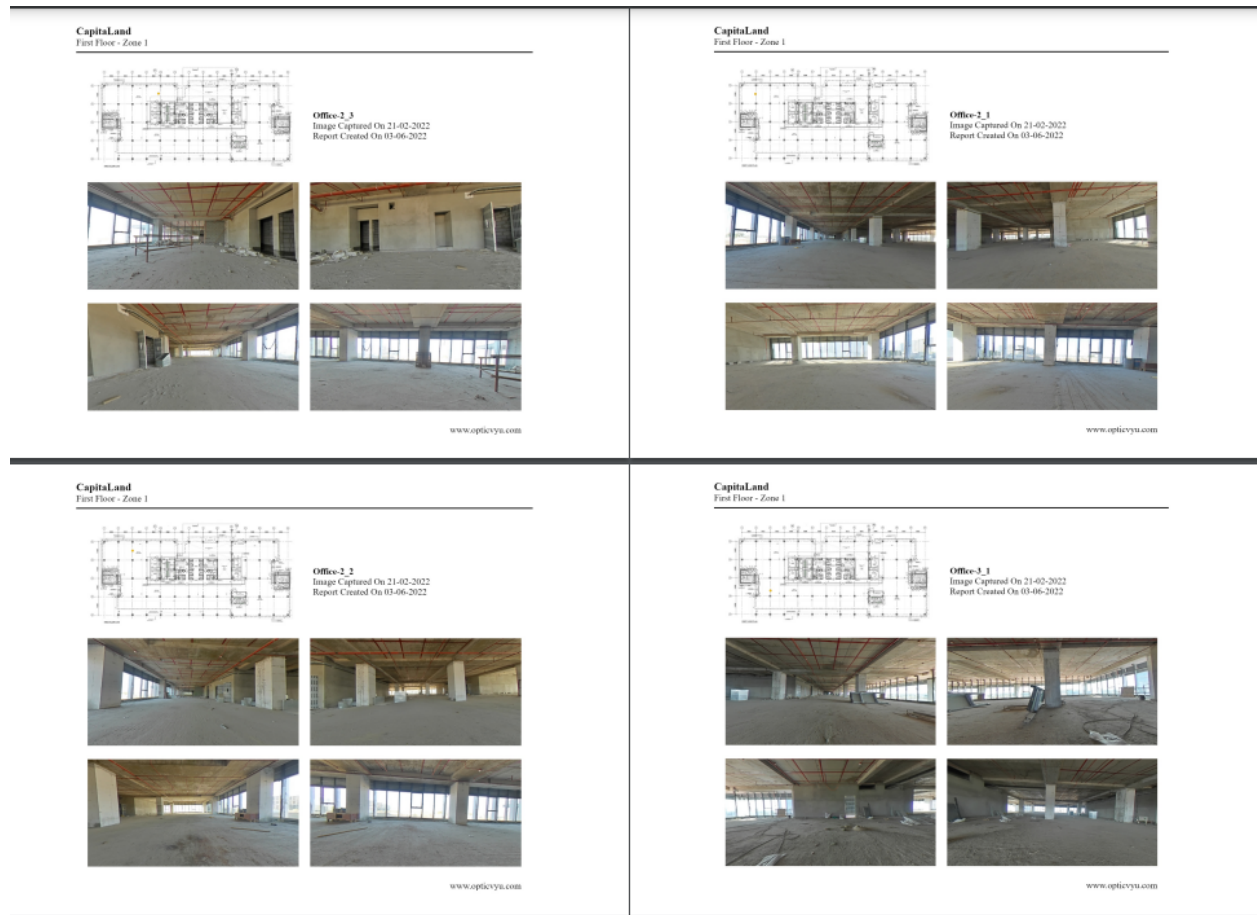 CapitaLand
First Floor - Zone 1
Office-2_3
Image Captured On 21-02-2022
Report Created On 03-06-2022
www.opticvyu.com
CapitaLand
First Floor - Zone 1
Office-2_1
Image Captured On 21-02-2022
Report Created On 03-06-2022
www.opticvyu.com
CapitaLand
First Floor - Zone 1
Office-2_2
Image Captured On 21-02-2022
Report Created On 03-06-2022
www.opticvyu.com
CapitaLand
First Floor - Zone 1
Office-3_1
Image Captured On 21-02-2022
Report Created On 03-06-2022
www.opticvyu.com